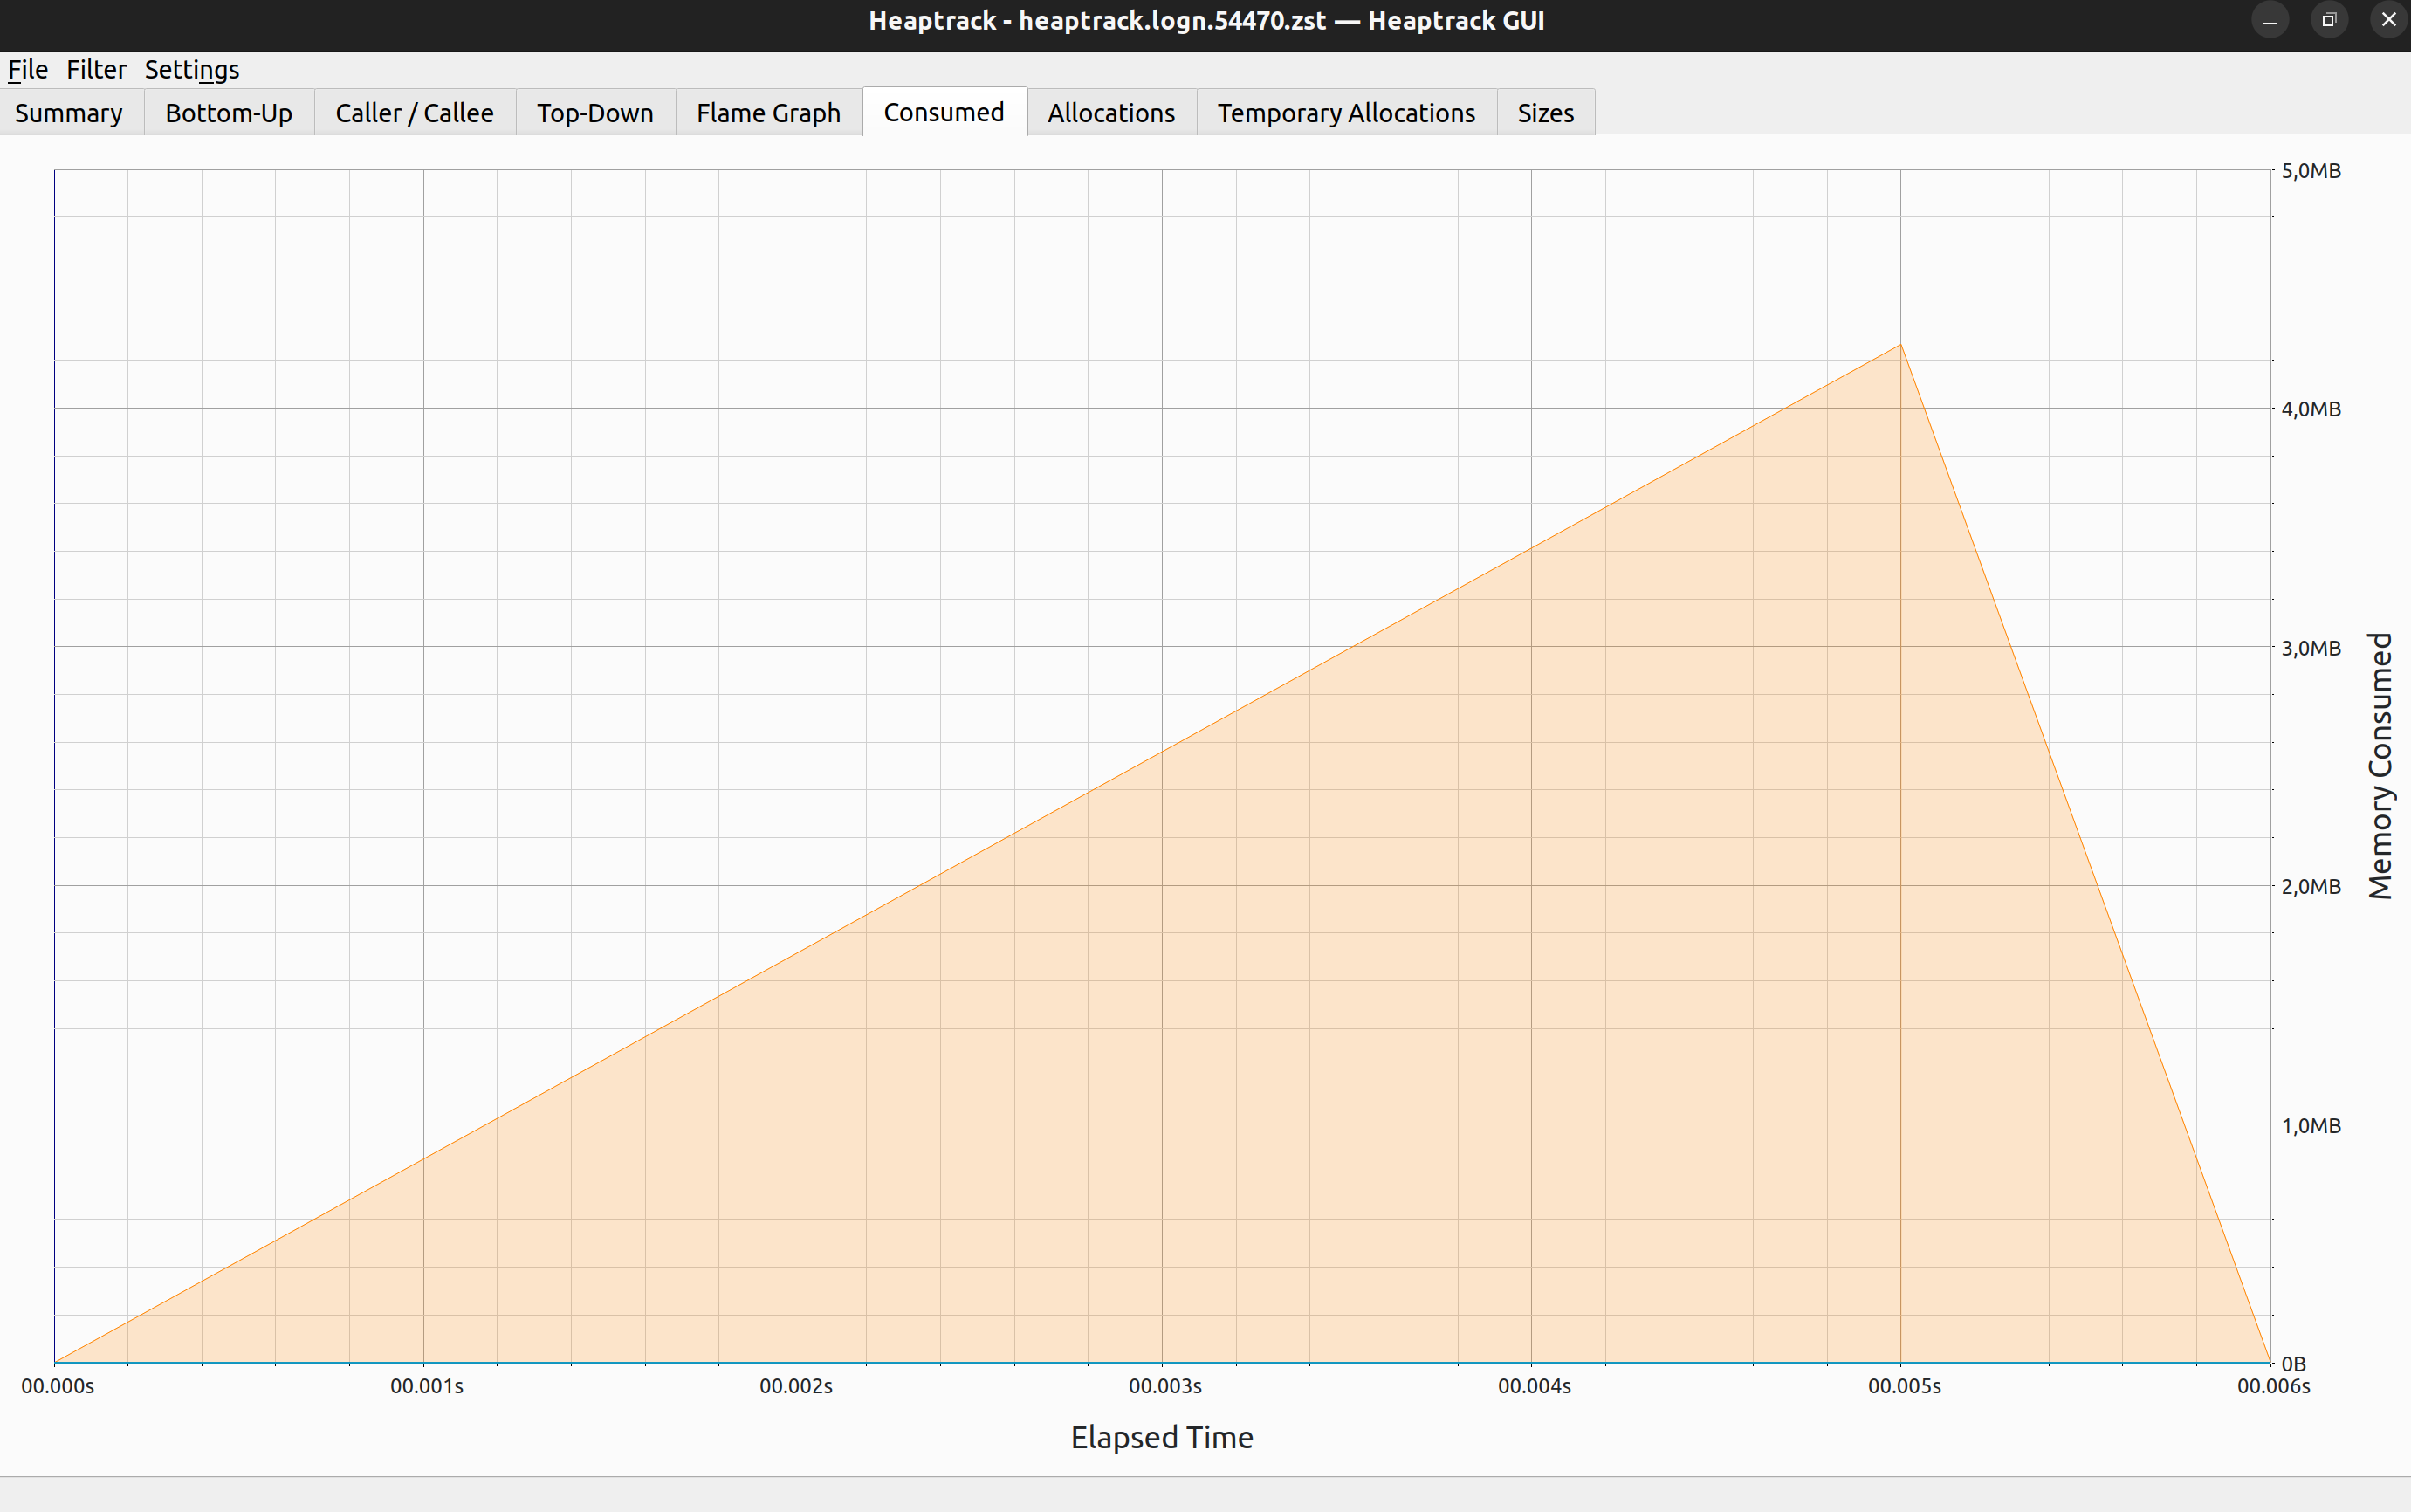 Heaptrack - heaptrack.logn.54470.zst — Heaptrack GUI
File Filter Settings
Summary Bottom-Up Caller / Callee Top-Down Flame Graph Consumed Allocations Temporary Allocations Sizes
5,0MB
4,0MB
3,0MB
2,0MB
1,0MB
0B
Memory Consumed
00.000s 00.001s 00.002s 00.003s 00.004s 00.005s 00.006s
Elapsed Time